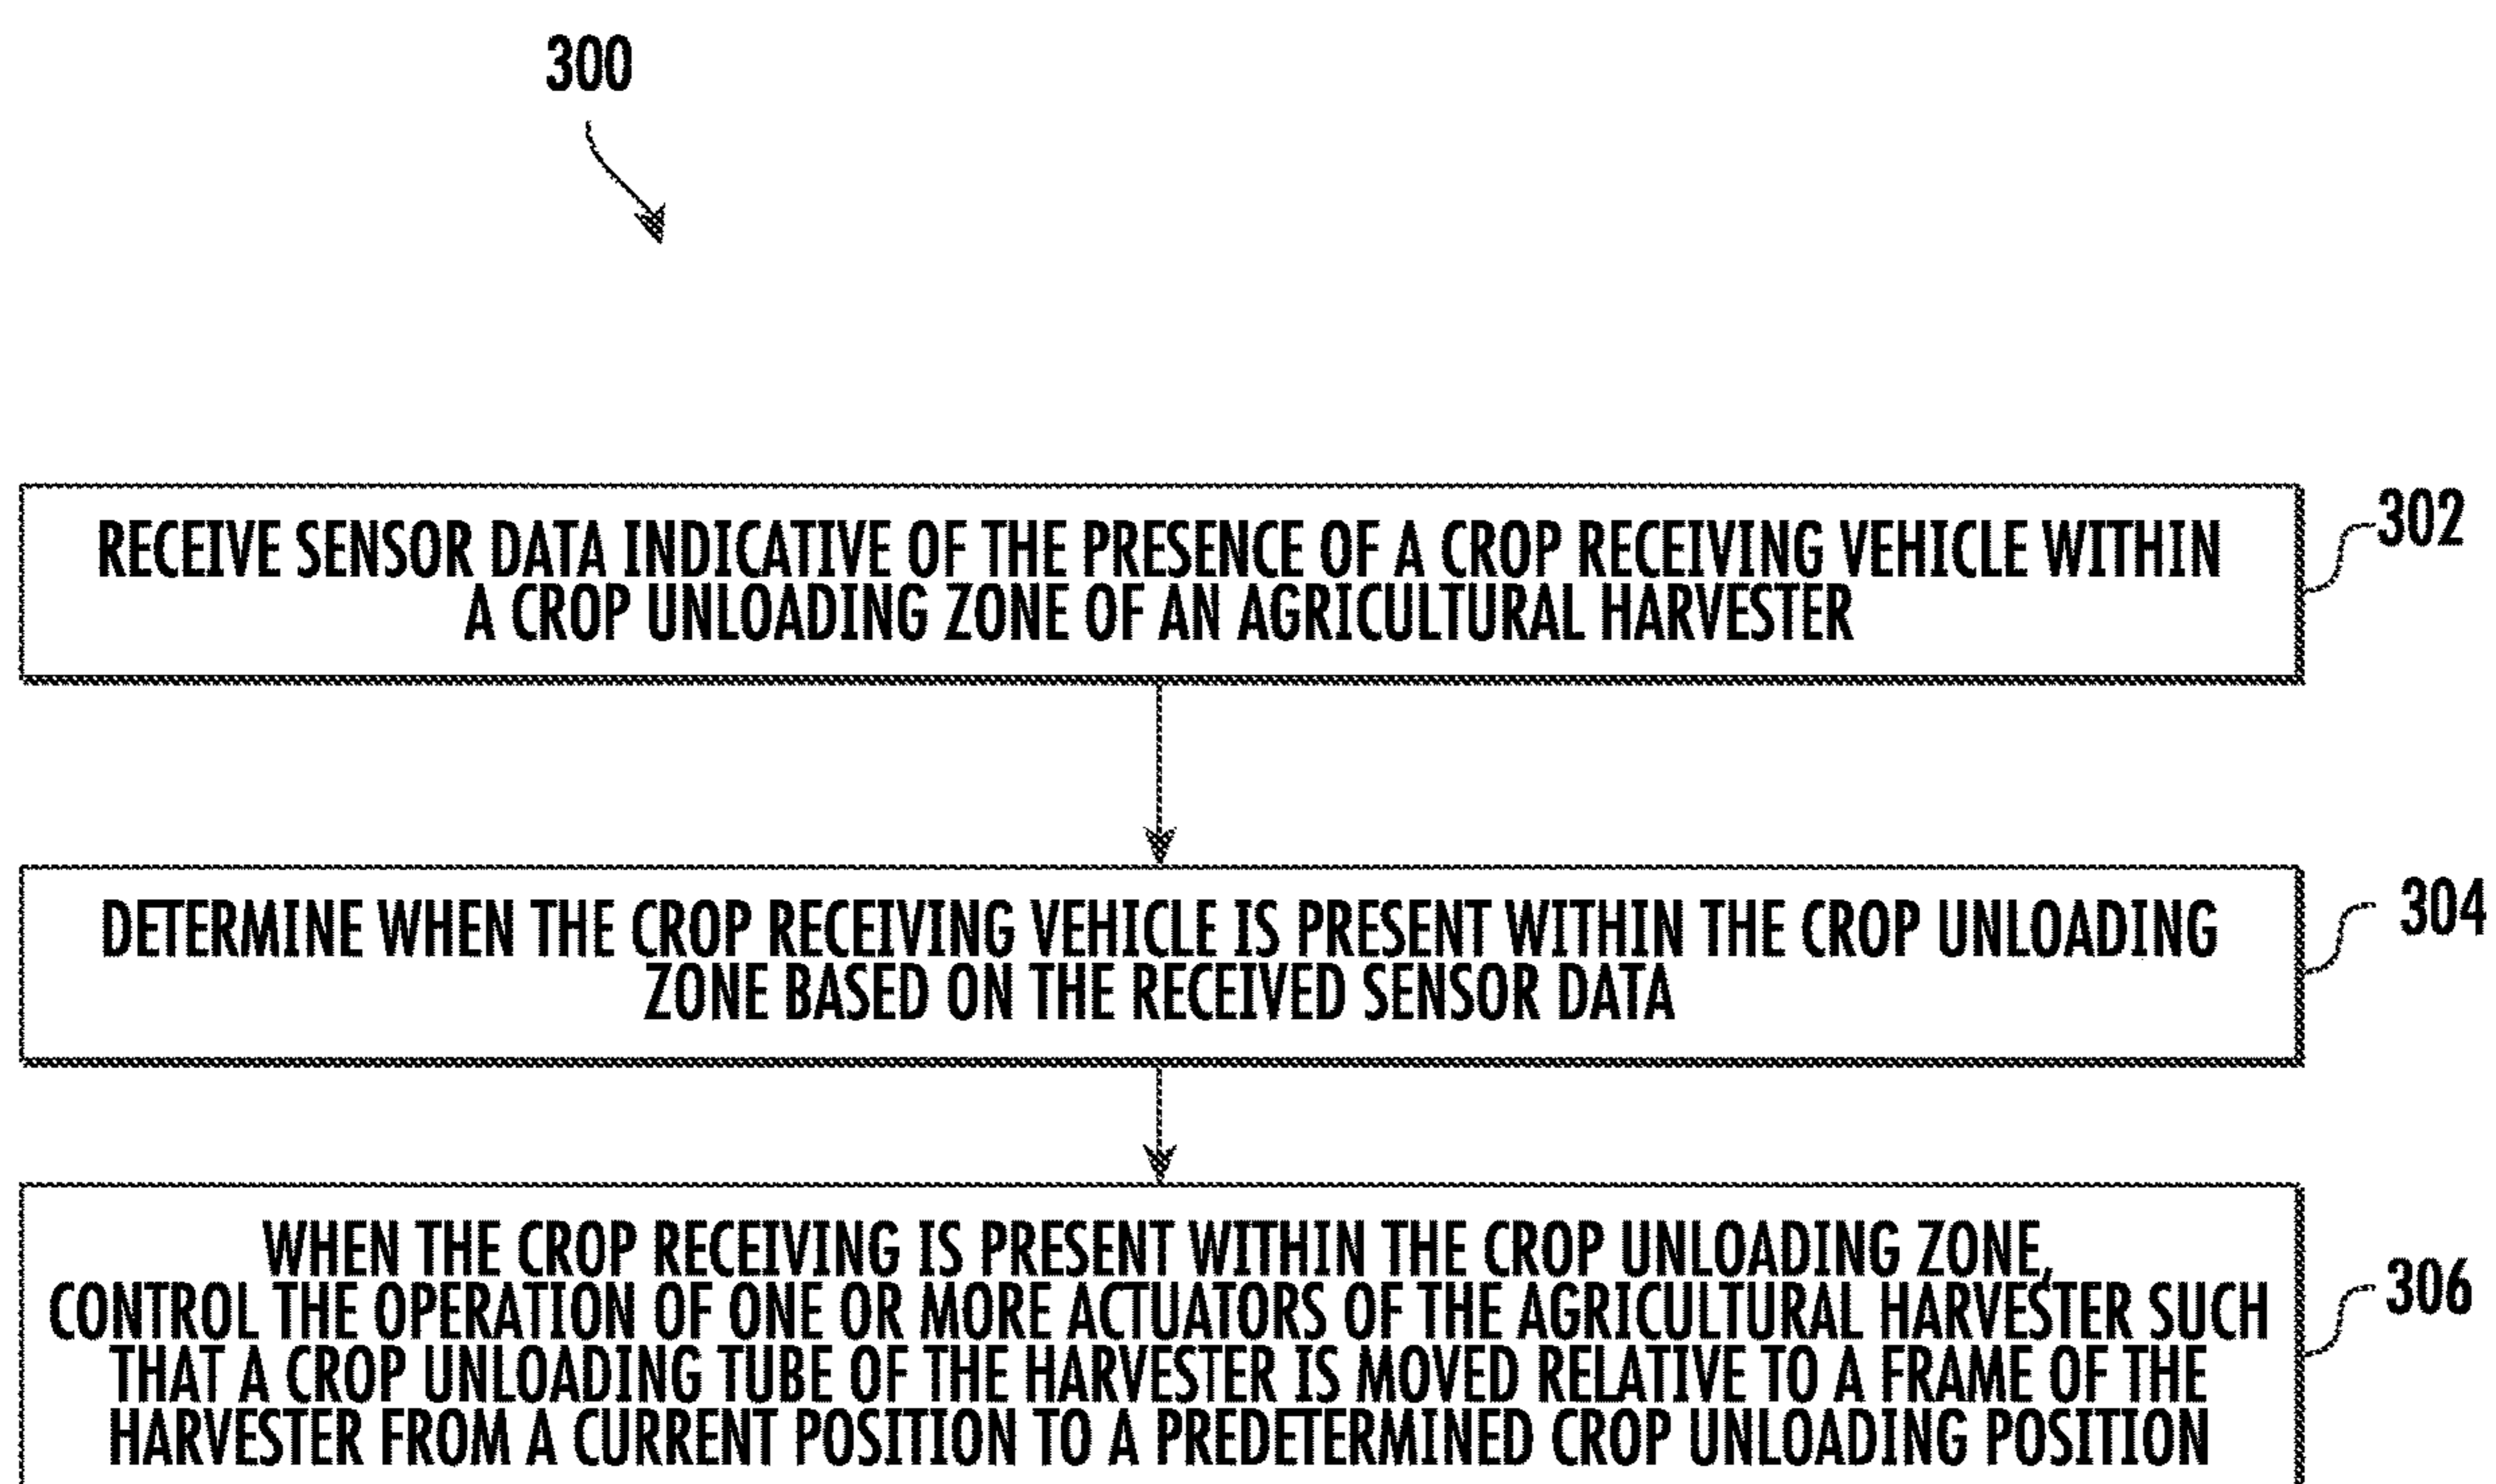 300
RECEIVE SENSOR DATA INDICATIVE OF THE PRESENCE OF A CROP RECEIVING VEHICLE WITHIN
A CROP UNLOADING ZONE OF AN AGRICULTURAL HARVESTER
302
DETERMINE WHEN THE CROP RECEIVING VEHICLE IS PRESENT WITHIN THE CROP UNLOADING
ZONE BASED ON THE RECEIVED SENSOR DATA
304
WHEN THE CROP RECEIVING IS PRESENT WITHIN THE CROP UNLOADING ZONE,
CONTROL THE OPERATION OF ONE OR MORE ACTUATORS OF THE AGRICULTURAL HARVESTER SUCH
THAT A CROP UNLOADING TUBE OF THE HARVESTER IS MOVED RELATIVE TO A FRAME OF THE
HARVESTER FROM A CURRENT POSITION TO A PREDETERMINED CROP UNLOADING POSITION
306